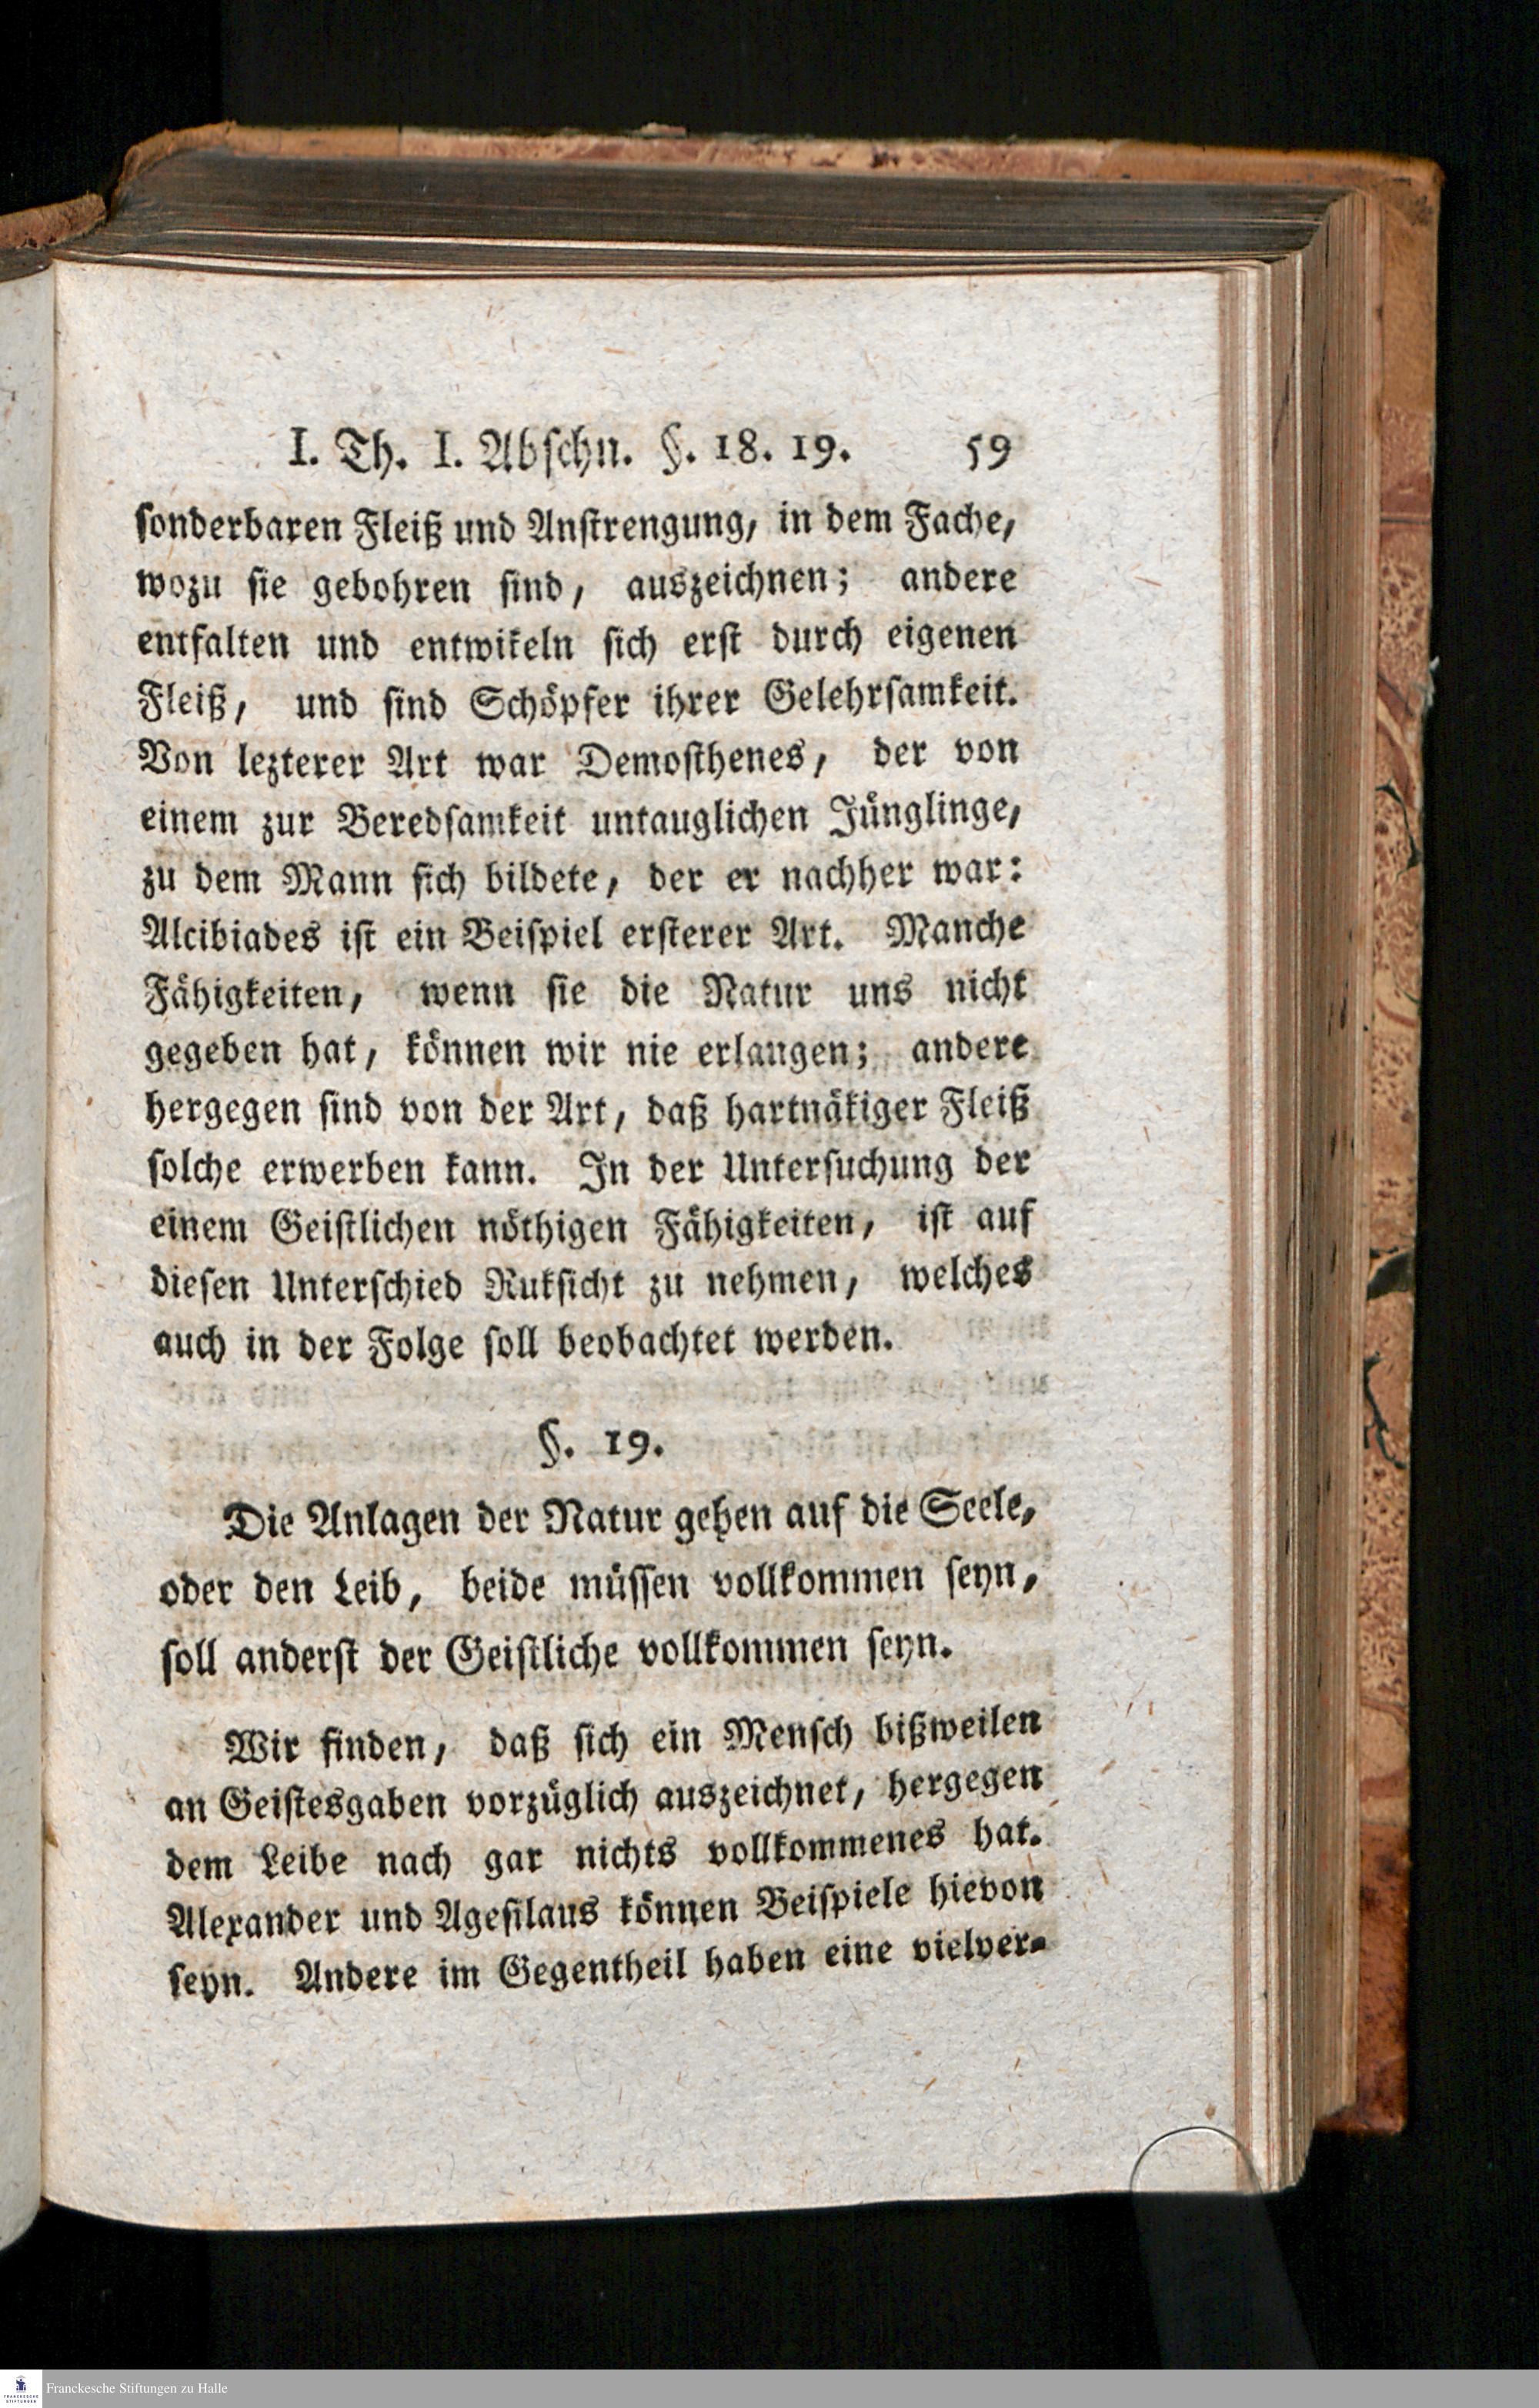 I. Th. I. Abschn. §. 18. 19. 59
sonderbaren Fleiß und Anstrengung, in dem Fache,
wozu sie gebohren sind, auszeichnen; andere
entfalten und entwikeln sich erst durch eigenen
Fleiß, und sind Schöpfer ihrer Gelehrsamkeit.
Von lezterer Art war Demosthenes, der von
einem zur Beredsamkeit untauglichen Jünglinge,
zu dem Mann sich bildete, der er nachher war:
Alcibiades ist ein Beispiel ersterer Art. Manche
Fähigkeiten, wenn sie die Natur uns nicht
gegeben hat, können wir nie erlangen; andere
hergegen sind von der Art, daß hartnäkiger Fleiß
solche erwerben kann. In der Untersuchung der
einem Geistlichen nöthigen Fähigkeiten, ist auf
diesen Unterschied Ruksicht zu nehmen, welches
auch in der Folge soll beobachtet werden.
§. 19.
Die Anlagen der Natur gehen auf die Seele,
oder den Leib, beide müssen vollkommen seyn,
soll anderst der Geistliche vollkommen seyn.
Wir finden, daß sich ein Mensch bißweilen
an Geistesgaben vorzüglich auszeichnet, hergegen
dem Leibe nach gar nichts vollkommenes hat.
Alexander und Agesilaus können Beispiele hievon
seyn. Andere im Gegentheil haben eine vielver-
Franckesche Stiftungen zu Halle
FRANCKESCHE
STIFTUNGEN